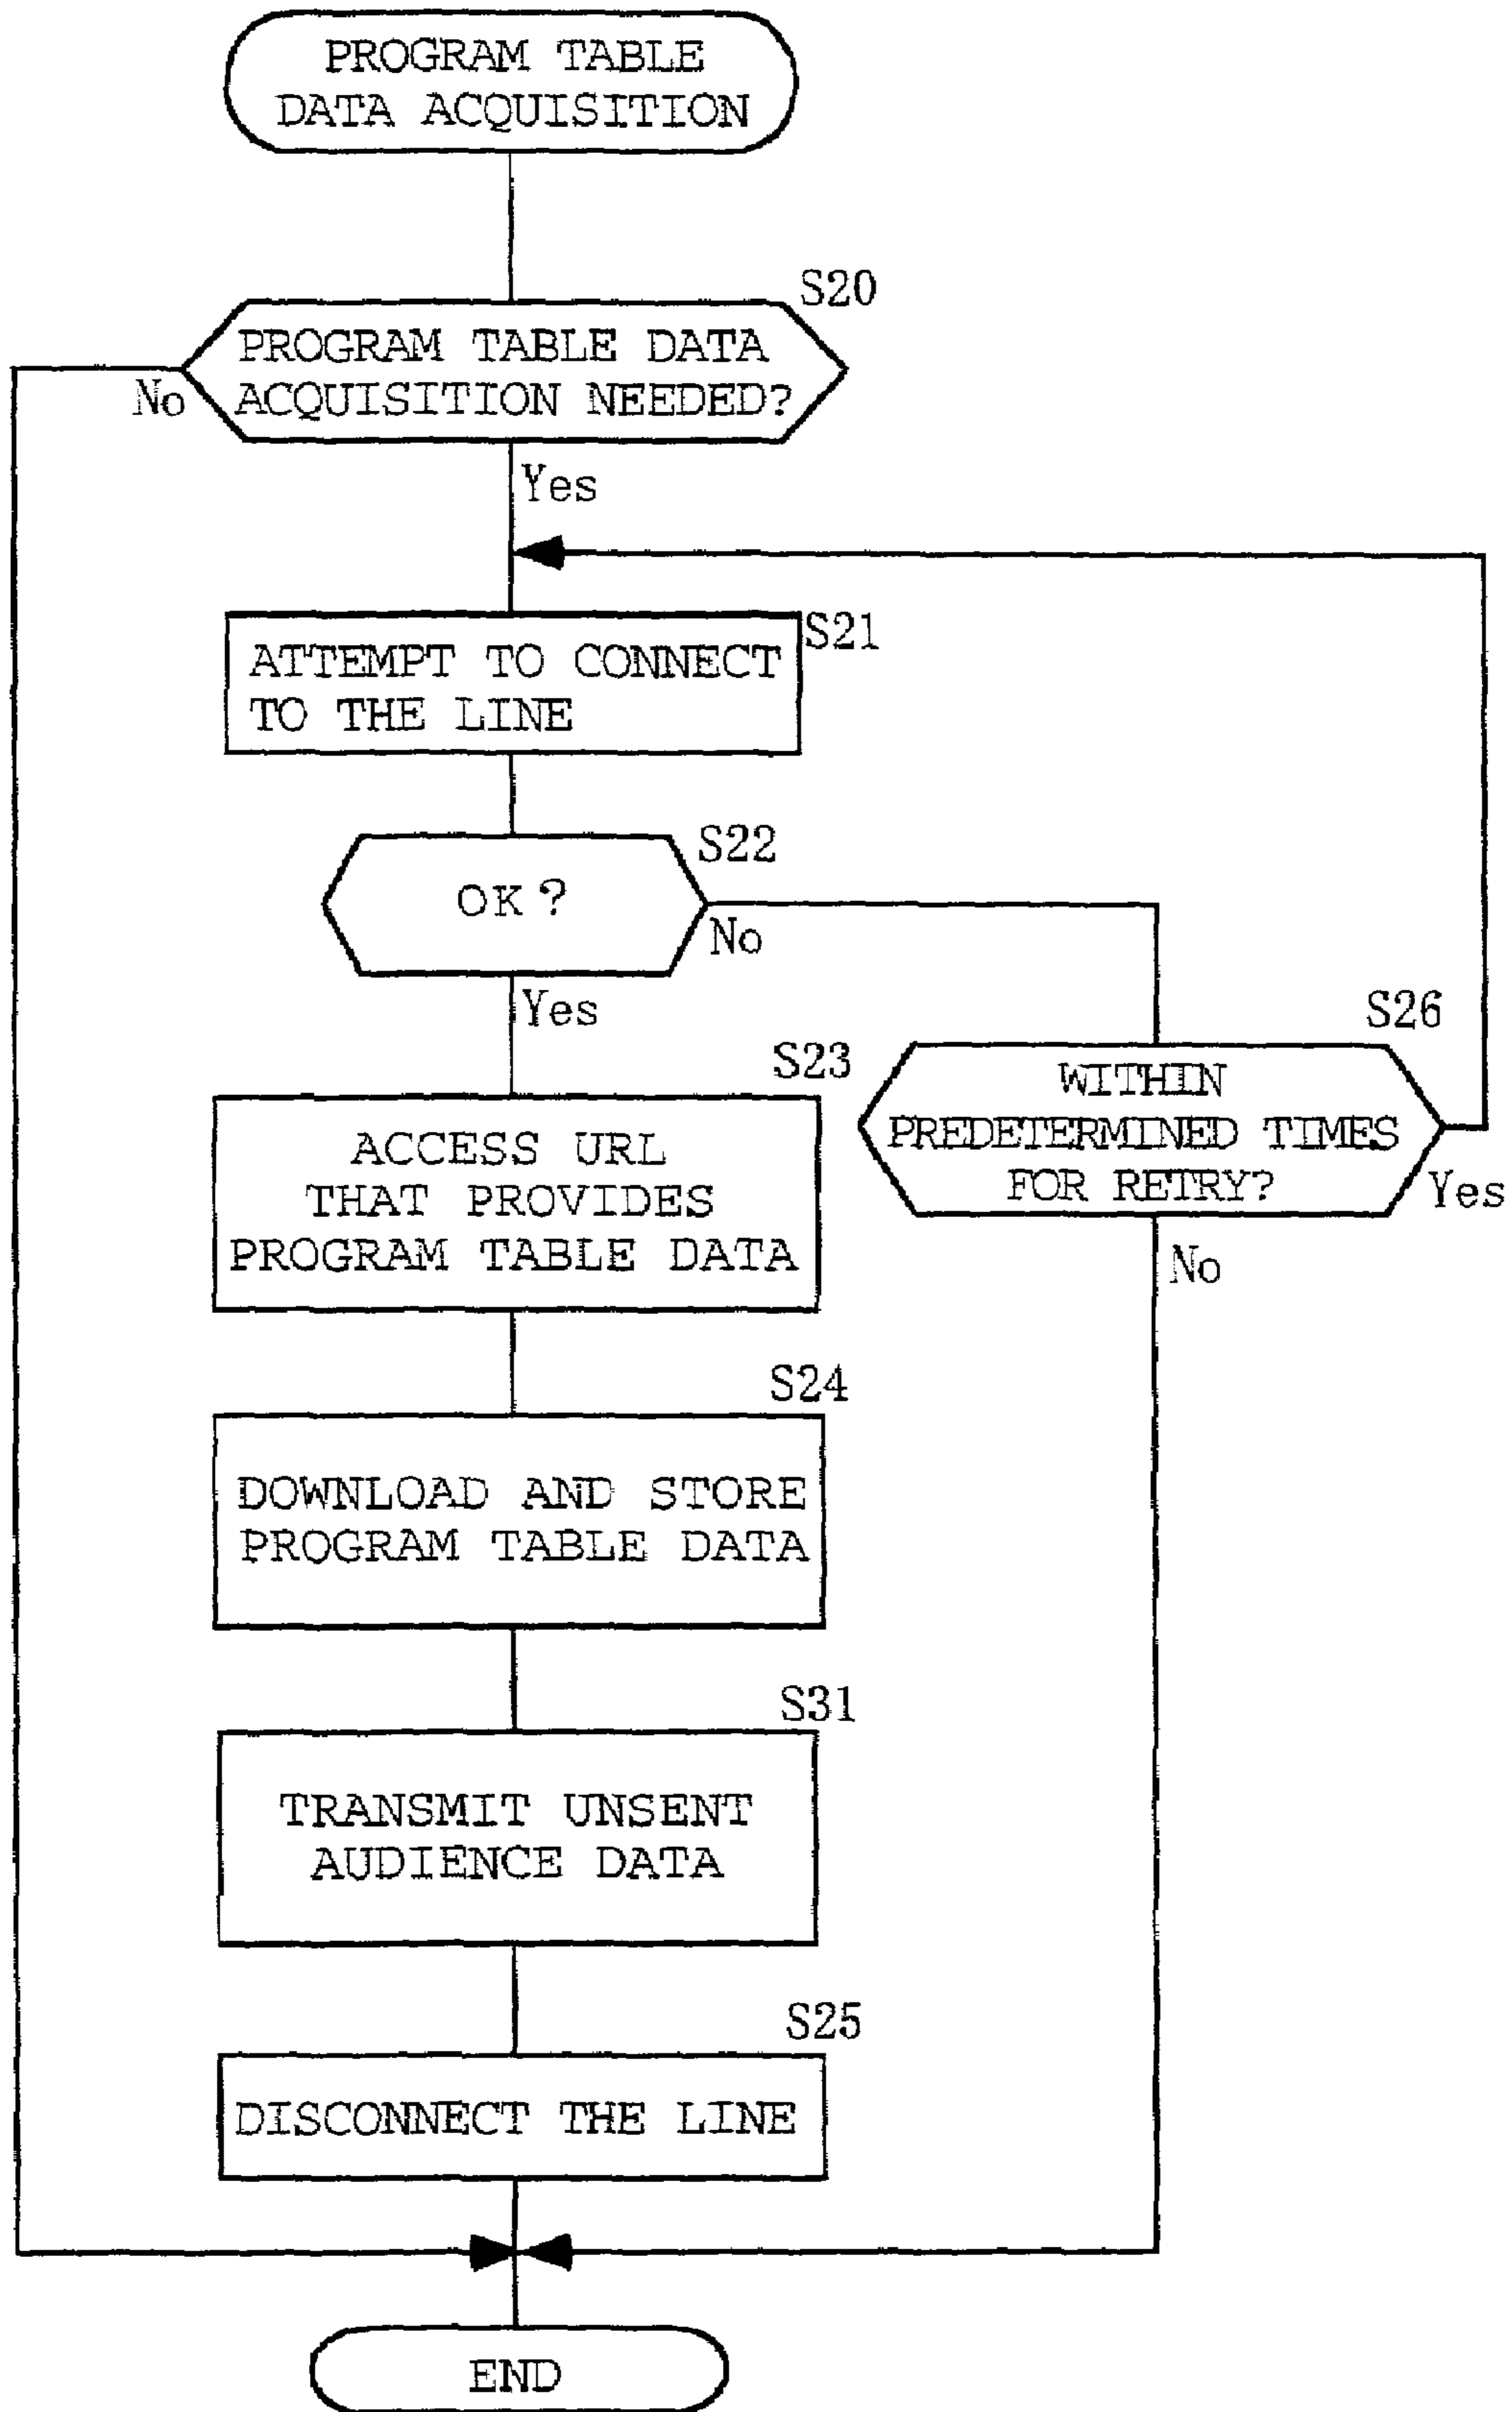 PROGRAM TABLE
DATA ACQUISITION
S20
PROGRAM TABLE DATA
ACQUISITION NEEDED?
No
Yes
S21
ATTEMPT TO CONNECT
TO THE LINE
S22
OK?
No
Yes
S26
WITHIN
PREDETERMINED TIMES
FOR RETRY?
Yes
No
S23
ACCESS URL
THAT PROVIDES
PROGRAM TABLE DATA
S24
DOWNLOAD AND STORE
PROGRAM TABLE DATA
S31
TRANSMIT UNSENT
AUDIENCE DATA
S25
DISCONNECT THE LINE
END